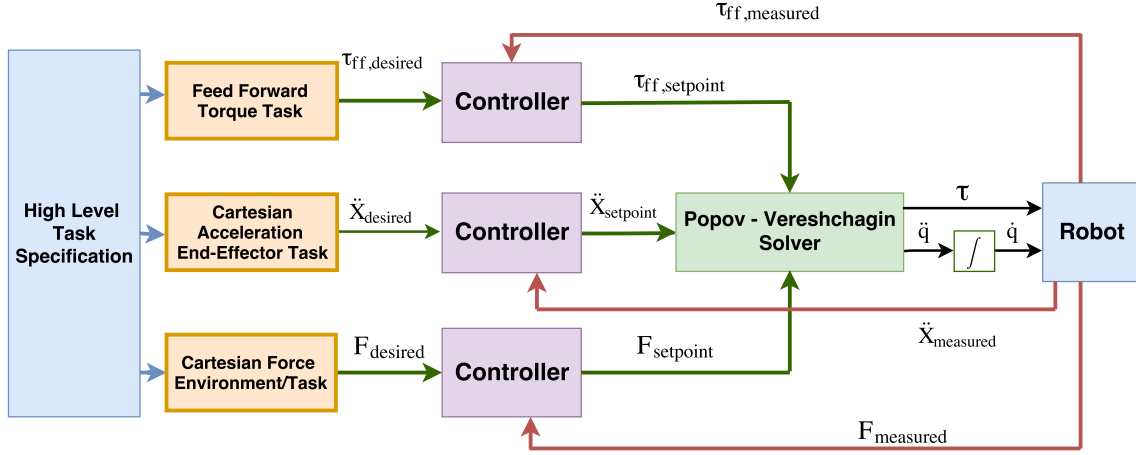 τff,measured
τff,desired
Feed Forward
Torque Task
Controller
τff,setpoint
High Level
Task
Specification
Cartesian
Acceleration
End-Effector Task
Ẍdesired
Controller
Ẍsetpoint
Popov - Vereshchagin
Solver
τ
q̈
∫
q̇
Robot
Ẍmeasured
Cartesian Force
Environment/Task
Fdesired
Controller
Fsetpoint
Fmeasured